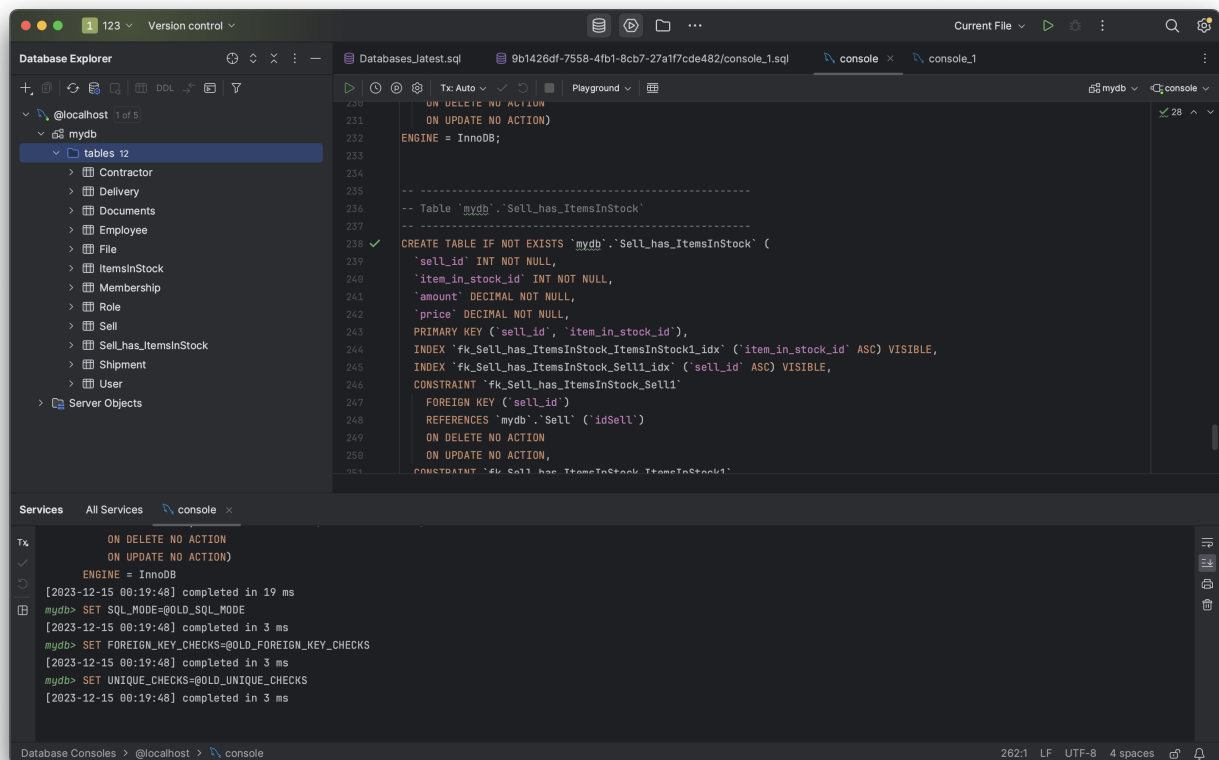 1 123 Version control Current File
Database Explorer
DDL
@localhost 1 of 5
mydb
tables 12
Contractor
Delivery
Documents
Employee
File
ItemsInStock
Membership
Role
Sell
Sell_has_ItemsInStock
Shipment
User
Server Objects
Databases_latest.sql 9b1426df-7558-4fb1-8cb7-27a1f7cde482/console_1.sql console console_1
Tx: Auto Playground mydb console
28
230 ON DELETE NO ACTION
231 ON UPDATE NO ACTION)
232 ENGINE = InnoDB;
233
234
235 -- -----------------------------------------------------
236 -- Table `mydb`.`Sell_has_ItemsInStock`
237 -- -----------------------------------------------------
238 CREATE TABLE IF NOT EXISTS `mydb`.`Sell_has_ItemsInStock` (
239 `sell_id` INT NOT NULL,
240 `item_in_stock_id` INT NOT NULL,
241 `amount` DECIMAL NOT NULL,
242 `price` DECIMAL NOT NULL,
243 PRIMARY KEY (`sell_id`, `item_in_stock_id`),
244 INDEX `fk_Sell_has_ItemsInStock_ItemsInStock1_idx` (`item_in_stock_id` ASC) VISIBLE,
245 INDEX `fk_Sell_has_ItemsInStock_Sell1_idx` (`sell_id` ASC) VISIBLE,
246 CONSTRAINT `fk_Sell_has_ItemsInStock_Sell1`
247 FOREIGN KEY (`sell_id`)
248 REFERENCES `mydb`.`Sell` (`idSell`)
249 ON DELETE NO ACTION
250 ON UPDATE NO ACTION,
251 CONSTRAINT `fk_Sell_has_ItemsInStock_ItemsInStock1`
Services All Services console
Tx
ON DELETE NO ACTION
ON UPDATE NO ACTION)
ENGINE = InnoDB
[2023-12-15 00:19:48] completed in 19 ms
mydb> SET SQL_MODE=@OLD_SQL_MODE
[2023-12-15 00:19:48] completed in 3 ms
mydb> SET FOREIGN_KEY_CHECKS=@OLD_FOREIGN_KEY_CHECKS
[2023-12-15 00:19:48] completed in 3 ms
mydb> SET UNIQUE_CHECKS=@OLD_UNIQUE_CHECKS
[2023-12-15 00:19:48] completed in 3 ms
Database Consoles > @localhost > console 262:1 LF UTF-8 4 spaces